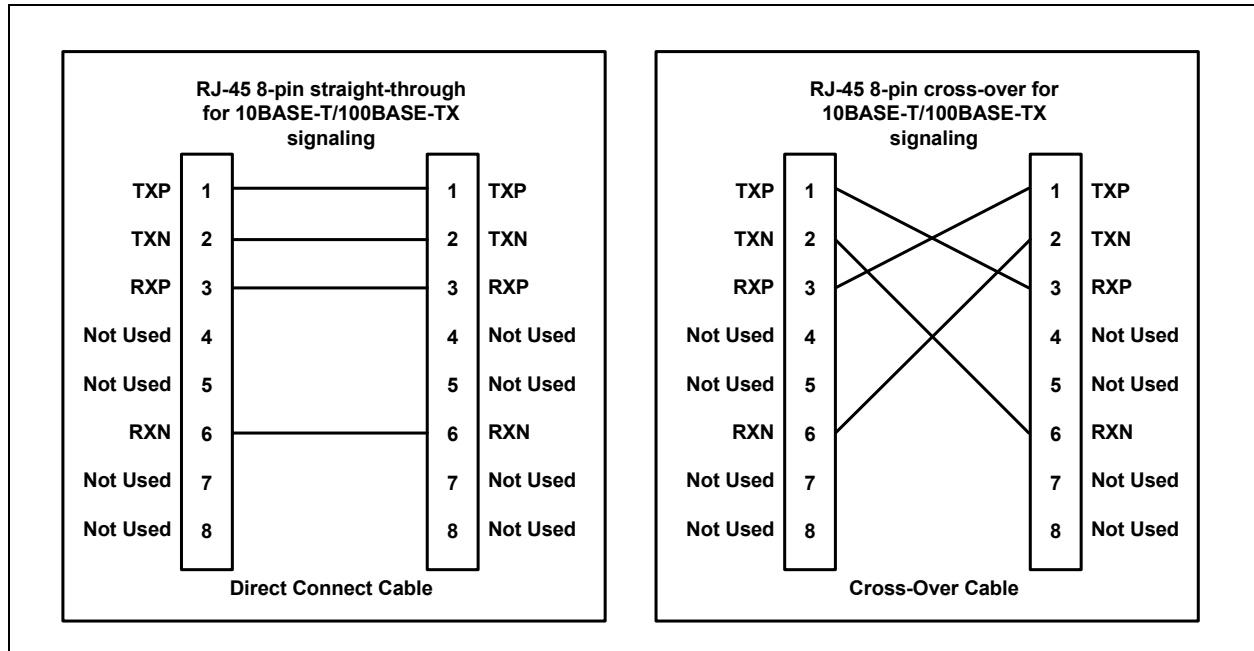 RJ-45 8-pin straight-through
for 10BASE-T/100BASE-TX
signaling
TXP 1 1 TXP
TXN 2 2 TXN
RXP 3 3 RXP
Not Used 4 4 Not Used
Not Used 5 5 Not Used
RXN 6 6 RXN
Not Used 7 7 Not Used
Not Used 8 8 Not Used
Direct Connect Cable
RJ-45 8-pin cross-over for
10BASE-T/100BASE-TX
signaling
TXP 1 1 TXP
TXN 2 2 TXN
RXP 3 3 RXP
Not Used 4 4 Not Used
Not Used 5 5 Not Used
RXN 6 6 RXN
Not Used 7 7 Not Used
Not Used 8 8 Not Used
Cross-Over Cable